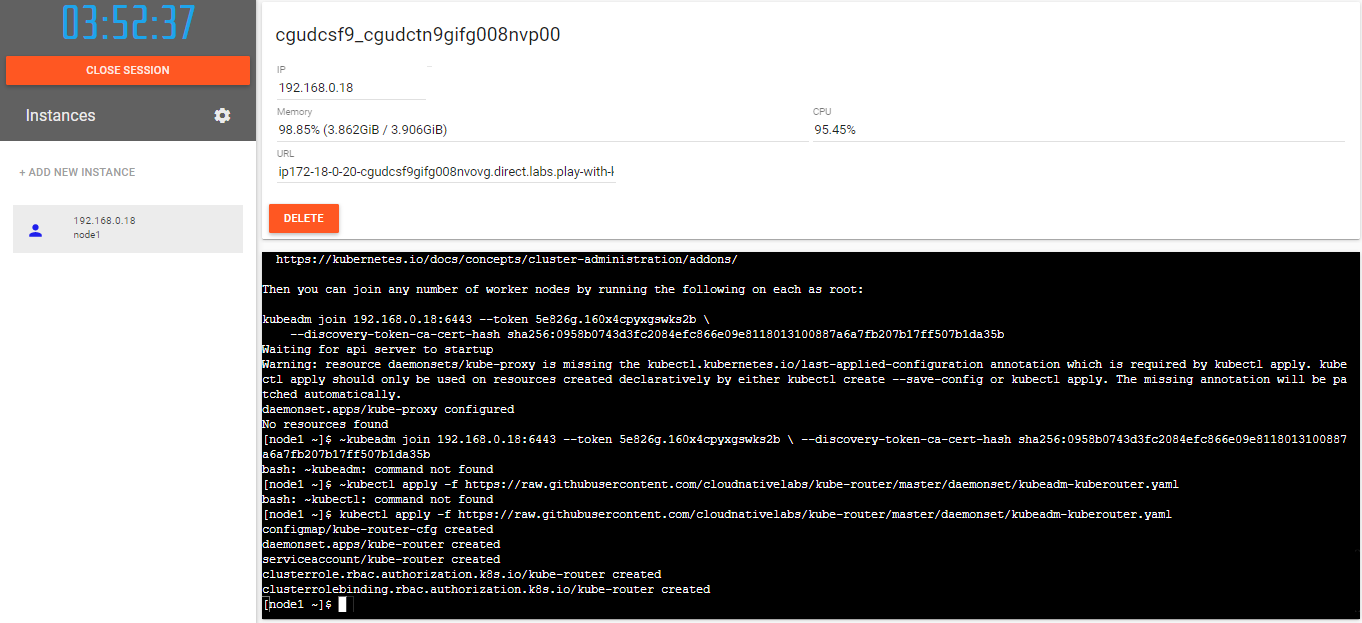 03:52:37
CLOSE SESSION
Instances
+ ADD NEW INSTANCE
192.168.0.18
node1
cgudcsf9_cgudctn9gifg008nvp00
IP
192.168.0.18
Memory
98.85% (3.862GiB / 3.906GiB)
CPU
95.45%
URL
ip172-18-0-20-cgudcsf9gifg008nvovg.direct.labs.play-with-k
DELETE
https://kubernetes.io/docs/concepts/cluster-administration/addons/
Then you can join any number of worker nodes by running the following on each as root:
kubeadm join 192.168.0.18:6443 --token 5e826g.160x4cpyxgswks2b \
--discovery-token-ca-cert-hash sha256:0958b0743d3fc2084efc866e09e8118013100887a6a7fb207b17ff507b1da35b
Waiting for api server to startup
Warning: resource daemonsets/kube-proxy is missing the kubectl.kubernetes.io/last-applied-configuration annotation which is required by kubectl apply. kube
ctl apply should only be used on resources created declaratively by either kubectl create --save-config or kubectl apply. The missing annotation will be pa
tched automatically.
daemonset.apps/kube-proxy configured
No resources found
[node1 ~]$ ~kubeadm join 192.168.0.18:6443 --token 5e826g.160x4cpyxgswks2b \ --discovery-token-ca-cert-hash sha256:0958b0743d3fc2084efc866e09e8118013100887
a6a7fb207b17ff507b1da35b
bash: ~kubeadm: command not found
[node1 ~]$ ~kubectl apply -f https://raw.githubusercontent.com/cloudnativelabs/kube-router/master/daemonset/kubeadm-kuberouter.yaml
bash: ~kubectl: command not found
[node1 ~]$ kubectl apply -f https://raw.githubusercontent.com/cloudnativelabs/kube-router/master/daemonset/kubeadm-kuberouter.yaml
configmap/kube-router-cfg created
daemonset.apps/kube-router created
serviceaccount/kube-router created
clusterrole.rbac.authorization.k8s.io/kube-router created
clusterrolebinding.rbac.authorization.k8s.io/kube-router created
[node1 ~]$